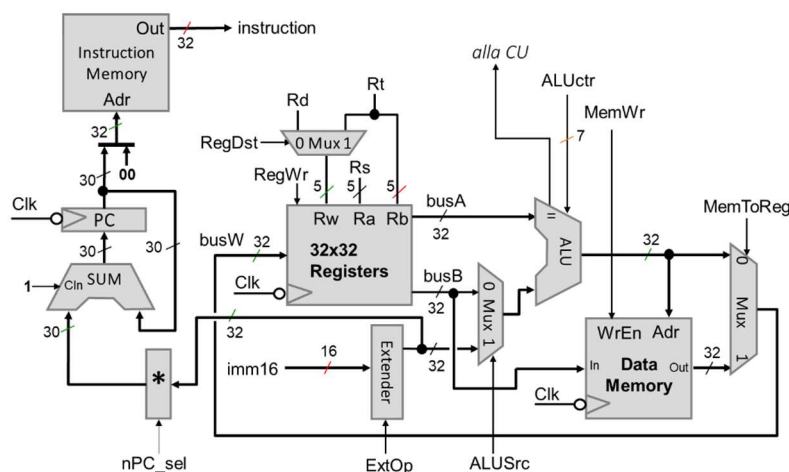 Out
32
instruction
Instruction
Memory
Adr
32
30
00
Clk
PC
30
30
1
CIn
SUM
30
*
nPC_sel
Rd
Rt
RegDst
0 Mux 1
RegWr
Rs
5
5
5
Rw
Ra
Rb
busW
32
32x32
Registers
Clk
busA
32
busB
32
32
imm16
16
Extender
32
ExtOp
0 Mux 1
ALUSrc
alla CU
ALUctr
7
=
ALU
MemWr
32
WrEn
Adr
In
Data
Memory
Out
32
Clk
MemToReg
0
Mux
1